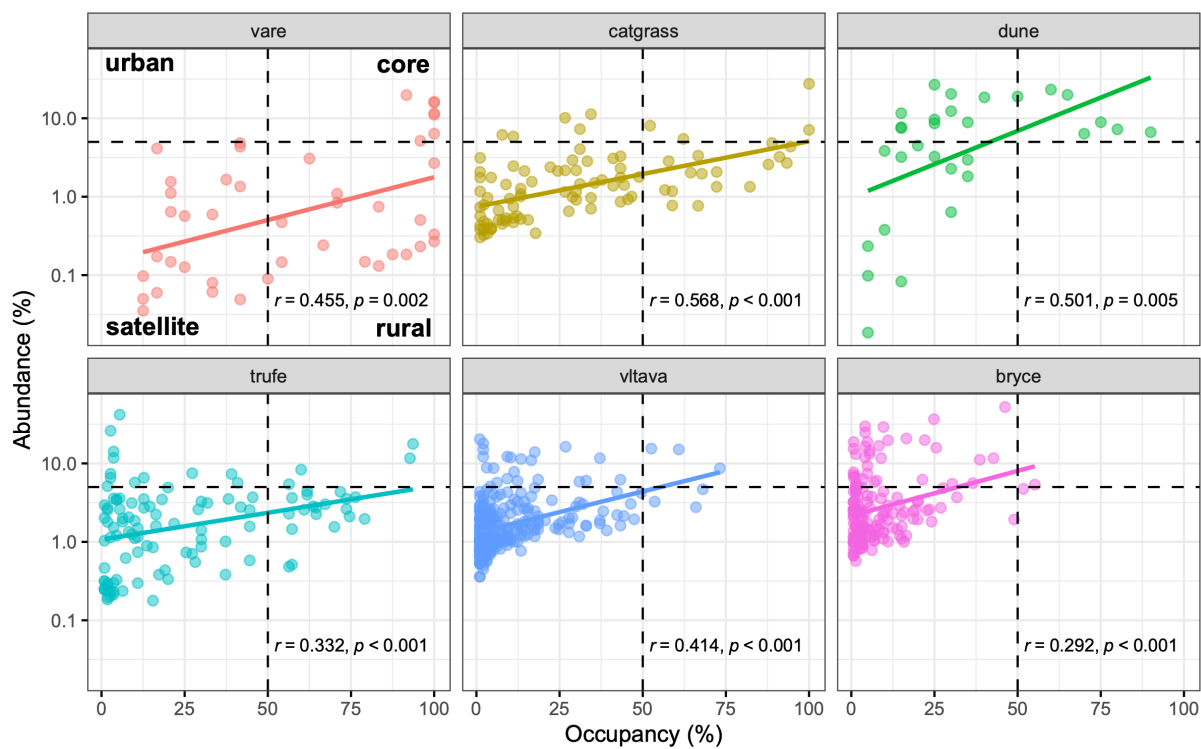 vare catgrass dune
urban core
10.0
1.0
0.1
r = 0.455, p = 0.002 r = 0.568, p < 0.001 r = 0.501, p = 0.005
satellite rural
trufe vltava bryce
Abundance (%)
10.0
1.0
0.1
r = 0.332, p < 0.001 r = 0.414, p < 0.001 r = 0.292, p < 0.001
0 25 50 75 100 0 25 50 75 100 0 25 50 75 100
Occupancy (%)